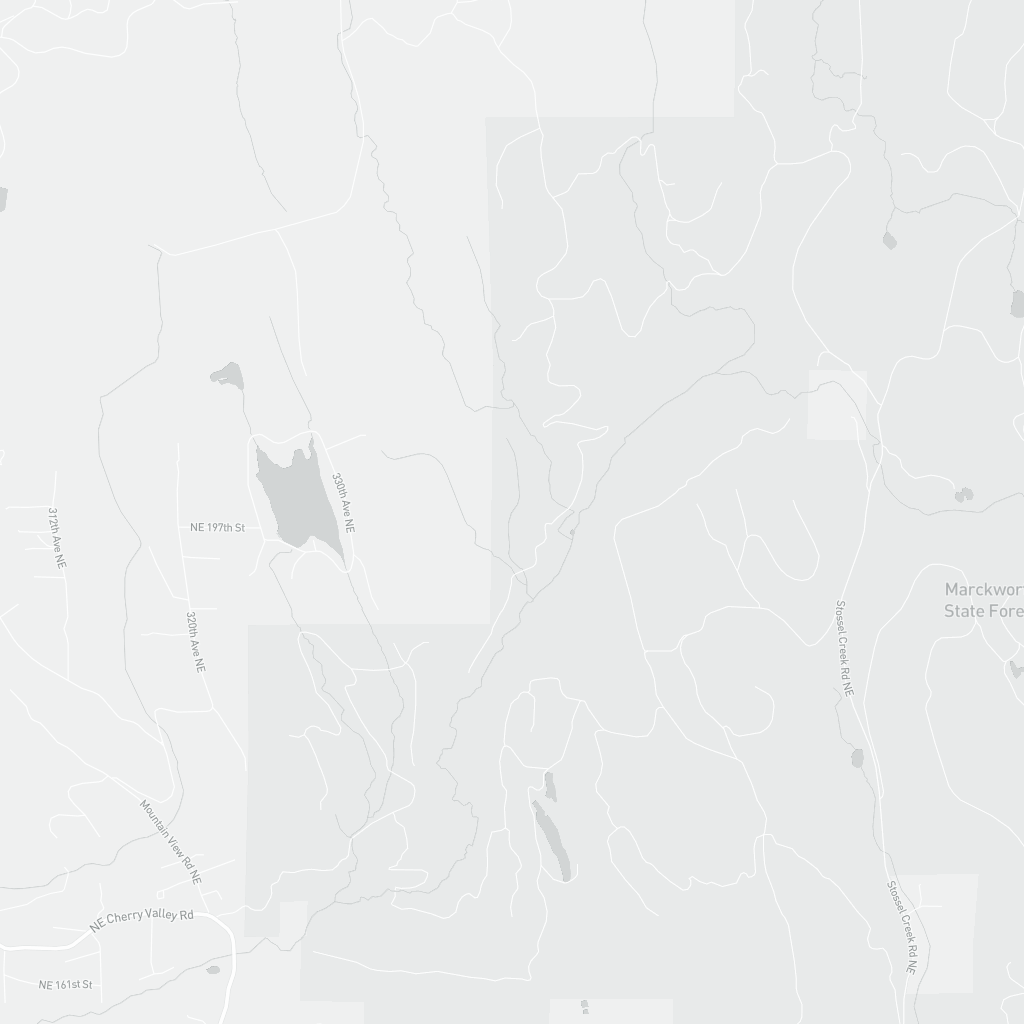 330th Ave NE
NE 197th St
312th Ave NE
Marckwor
State Fore
320th Ave NE
Stossel Creek Rd NE
Mountain View Rd NE
NE Cherry Valley Rd
Stossel Creek Rd NE
NE 161st St